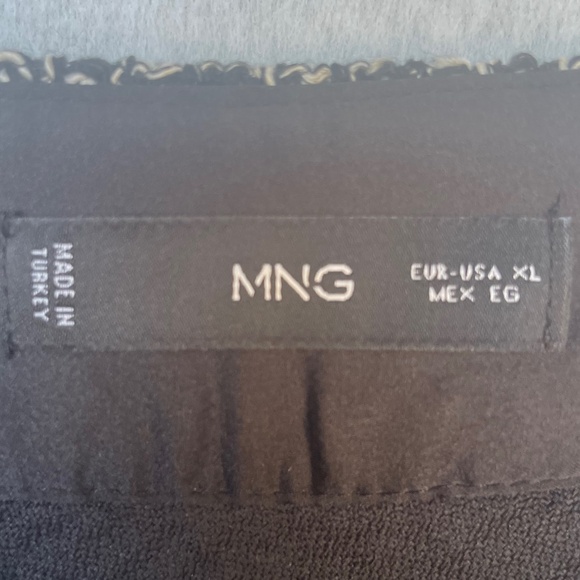 MADE IN
TURKEY
MNG
EUR-USA XL
MEX EG